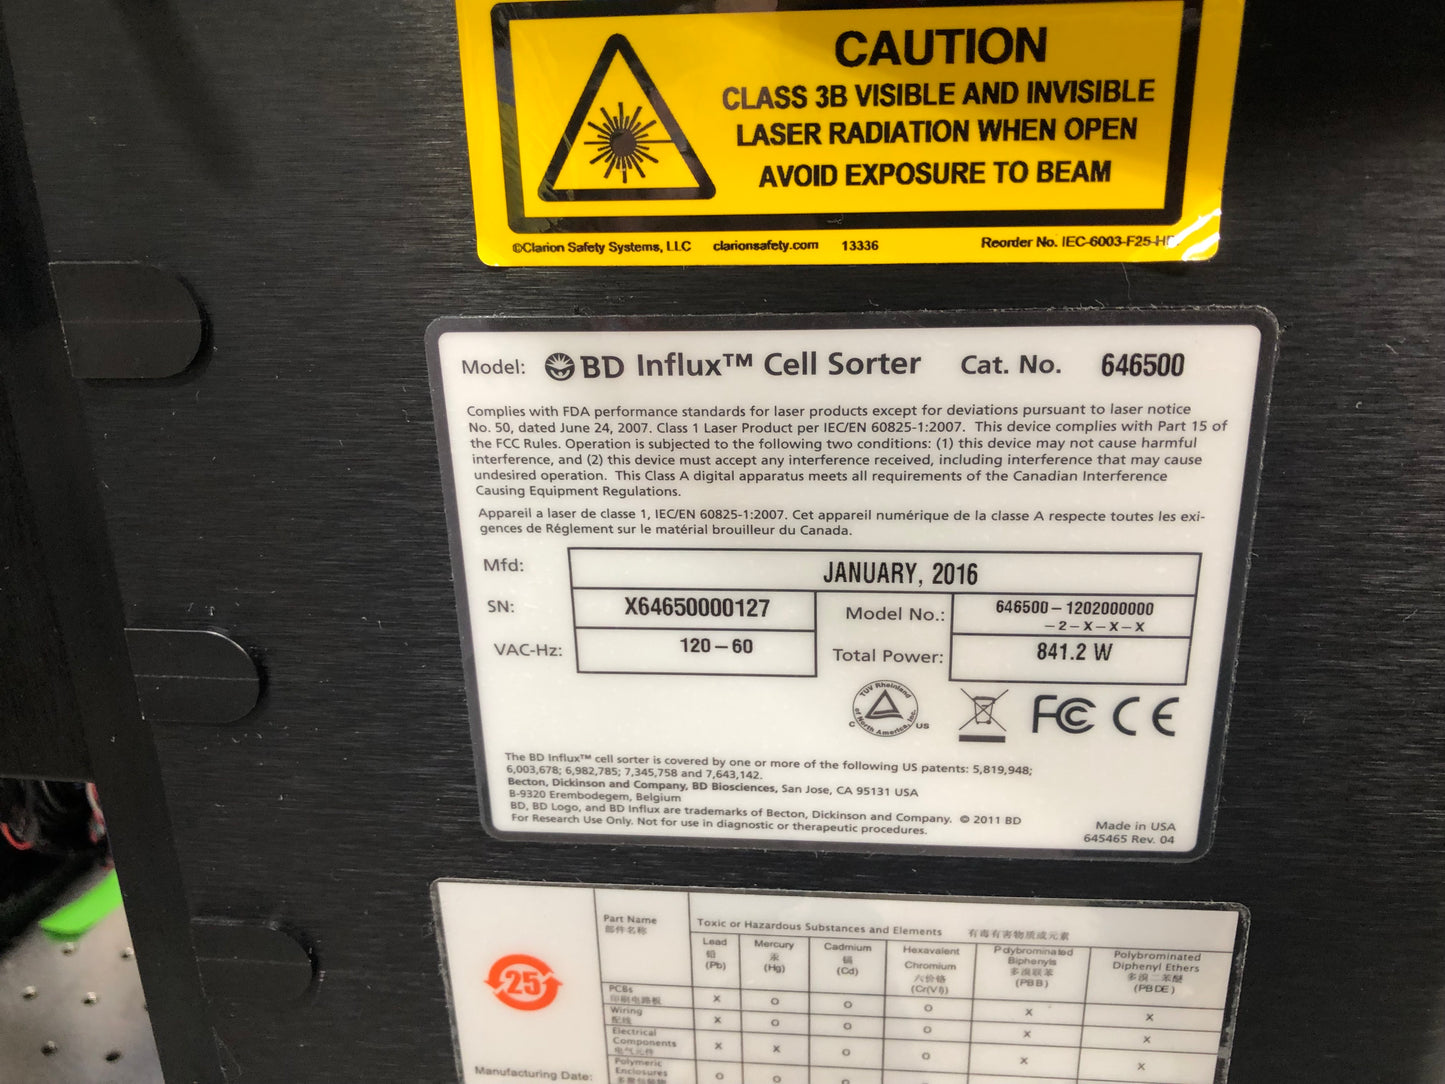 CAUTION
CLASS 3B VISIBLE AND INVISIBLE
LASER RADIATION WHEN OPEN
AVOID EXPOSURE TO BEAM
©Clarion Safety Systems, LLC clarionsafety.com 13336 Reorder No. IEC-6003-F25-H
Model: BD Influx™ Cell Sorter Cat. No. 646500
Complies with FDA performance standards for laser products except for deviations pursuant to laser notice
No. 50, dated June 24, 2007. Class 1 Laser Product per IEC/EN 60825-1:2007. This device complies with Part 15 of
the FCC Rules. Operation is subjected to the following two conditions: (1) this device may not cause harmful
interference, and (2) this device must accept any interference received, including interference that may cause
undesired operation. This Class A digital apparatus meets all requirements of the Canadian Interference
Causing Equipment Regulations.
Appareil a laser de classe 1, IEC/EN 60825-1:2007. Cet appareil numérique de la classe A respecte toutes les exi-
gences de Réglement sur le matérial brouilleur du Canada.
Mfd: JANUARY, 2016
SN: X64650000127 Model No.: 646500-1202000000
-2-X-X-X
VAC-Hz: 120-60 Total Power: 841.2 W
TÜV Rheinland
of North America, Inc.
C US
FC CE
The BD Influx™ cell sorter is covered by one or more of the following US patents: 5,819,948;
6,003,678; 6,982,785; 7,345,758 and 7,643,142.
Becton, Dickinson and Company, BD Biosciences, San Jose, CA 95131 USA
B-9320 Erembodegem, Belgium
BD, BD Logo, and BD Influx are trademarks of Becton, Dickinson and Company. © 2011 BD
For Research Use Only. Not for use in diagnostic or therapeutic procedures.
Made in USA
645465 Rev. 04
25
Part Name
部件名称
Toxic or Hazardous Substances and Elements 有毒有害物质或元素
Lead
铅
(Pb)
Mercury
汞
(Hg)
Cadmium
镉
(Cd)
Hexavalent
Chromium
六价铬
(Cr(VI))
Polybrominated
Biphenyls
多溴联苯
(PBB)
Polybrominated
Diphenyl Ethers
多溴二苯醚
(PBDE)
PCBs
印刷电路板
X O O O X X
Wiring
配线
X O O O X X
Electrical
Components
电气元件
X X O O X X
Polymeric
Enclosures
O O O
Manufacturing Date: